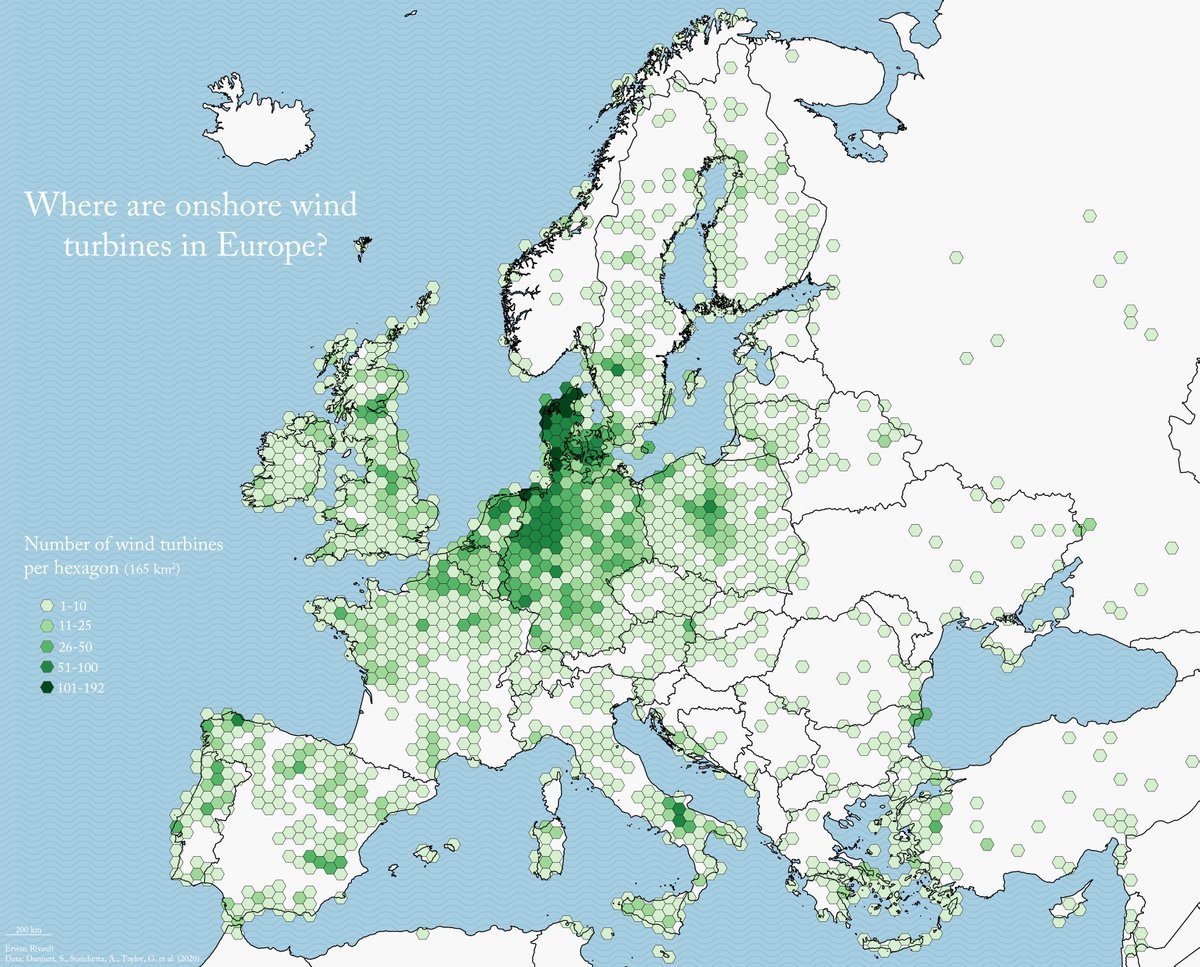 Where are onshore wind
turbines in Europe?
Number of wind turbines
per hexagon (165 km²)
1-10
11-25
26-50
51-100
101-192
200 km
Erwan Rivault
Data: Dunnett, S., Sorichetta, A., Taylor, G. et al. (2020)